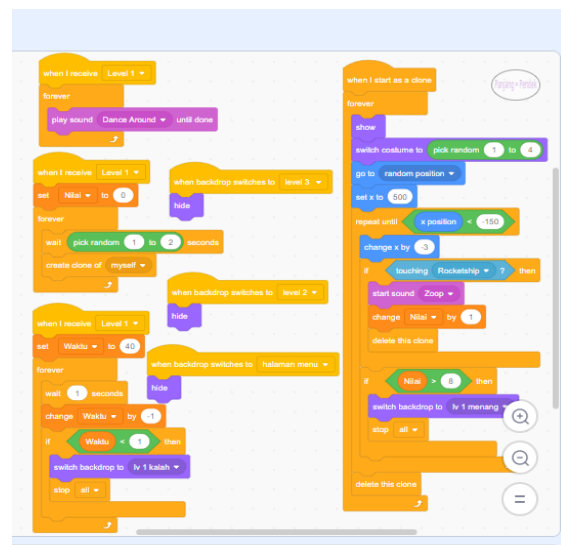 when I receive Level 1
forever
play sound Dance Around until done
when I receive Level 1
set Nilai to 0
forever
wait pick random 1 to 2 seconds
create clone of myself
when I receive Level 1
set Waktu to 40
forever
wait 1 seconds
change Waktu by -1
if Waktu < 1 then
switch backdrop to lv 1 kalah
stop all
when backdrop switches to level 3
hide
when backdrop switches to level 2
hide
when backdrop switches to halaman menu
hide
when I start as a clone
forever
show
switch costume to pick random 1 to 4
go to random position
set x to 500
repeat until x position < -150
change x by -3
if touching Rocketship ? then
start sound Zoop
change Nilai by 1
delete this clone
if Nilai > 8 then
switch backdrop to lv 1 menang
stop all
delete this clone
Panjang + Pendek